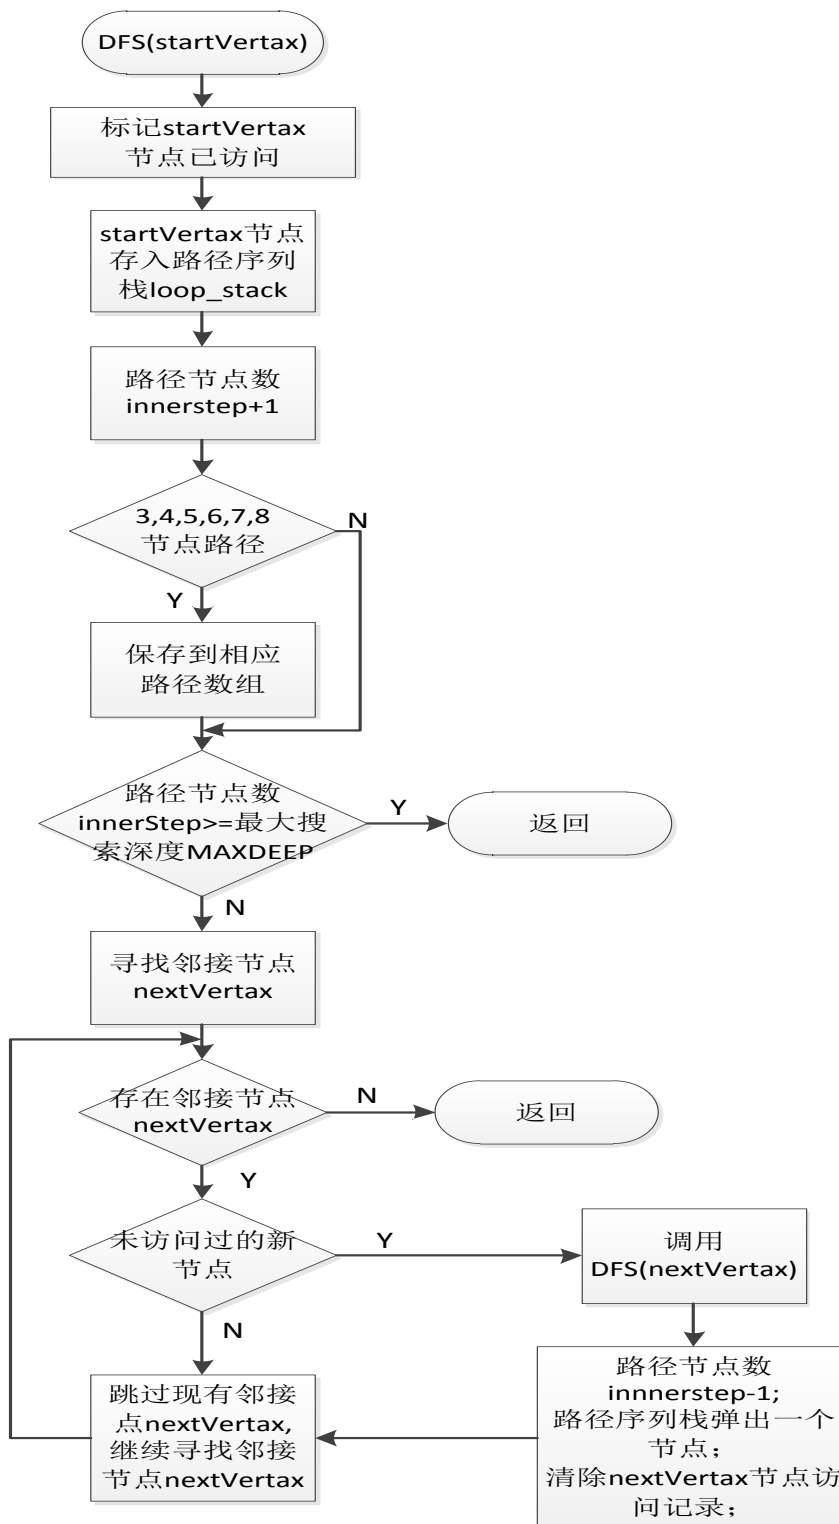 DFS(startVertax)
标记startVertax
节点已访问
startVertax节点
存入路径序列
栈loop_stack
路径节点数
innerstep+1
3,4,5,6,7,8
节点路径
N
Y
保存到相应
路径数组
路径节点数
innerStep>=最大搜
索深度MAXDEEP
Y
返回
N
寻找邻接节点
nextVertax
存在邻接节点
nextVertax
N
返回
Y
未访问过的新
节点
Y
调用
DFS(nextVertax)
N
跳过现有邻接
点nextVertax,
继续寻找邻接
节点nextVertax
路径节点数
innnerstep-1;
路径序列栈弹出一个
节点；
清除nextVertax节点访
问记录；